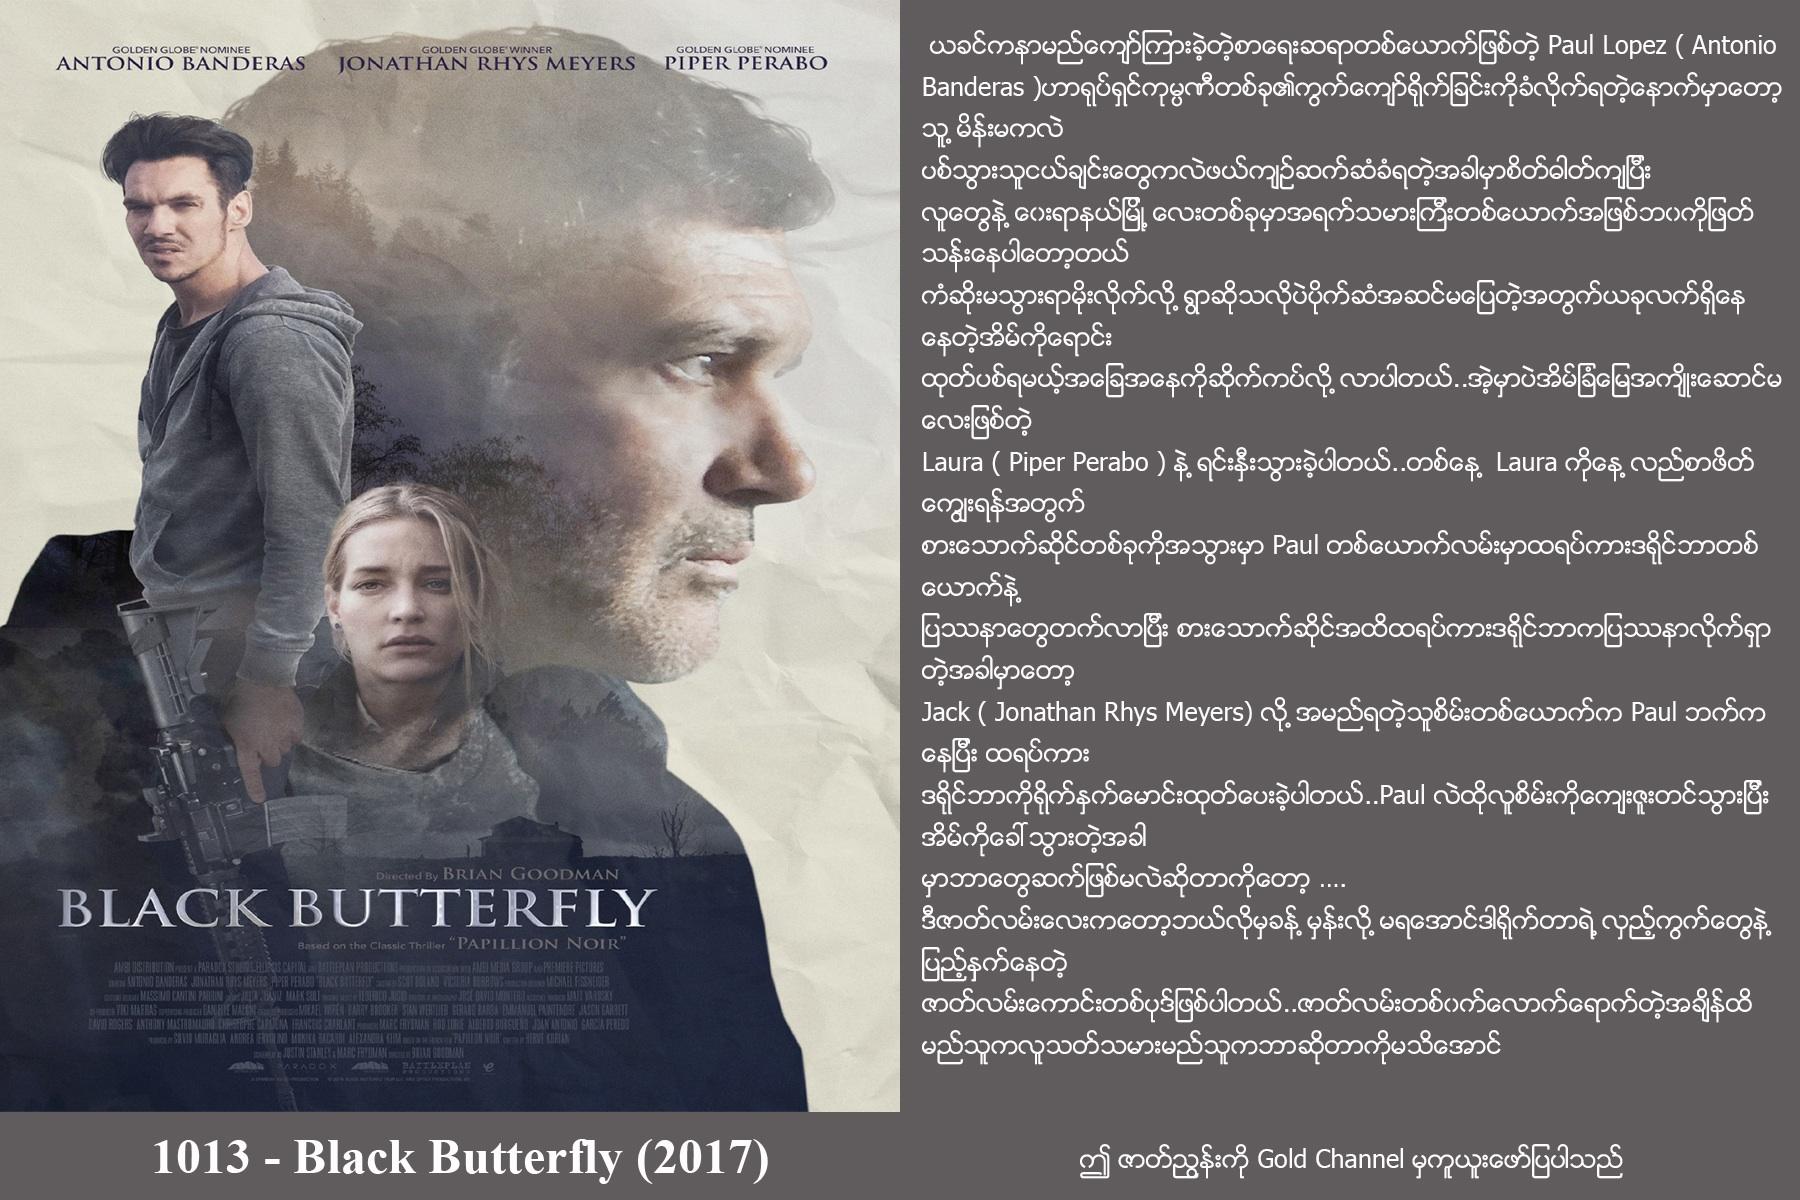 GOLDEN GLOBE® NOMINEE
ANTONIO BANDERAS
GOLDEN GLOBE® WINNER
JONATHAN RHYS MEYERS
GOLDEN GLOBE® NOMINEE
PIPER PERABO
Directed By BRIAN GOODMAN
BLACK BUTTERFLY
Based on the Classic Thriller "PAPILLION NOIR"
1013 - Black Butterfly (2017)
ယခင်ကနာမည်ကျော်ကြားခဲ့တဲ့စာရေးဆရာတစ်ယောက်ဖြစ်တဲ့ Paul Lopez ( Antonio
Banderas )ဟာရုပ်ရှင်ကုမ္ပဏီတစ်ခု၏ကွက်ကျော်ရိုက်ခြင်းကိုခံလိုက်ရတဲ့နောက်မှာတော့
သူ့ မိန်းမကလဲ
ပစ်သွားသူငယ်ချင်းတွေကလဲဖယ်ကျဉ်ဆက်ဆံခံရတဲ့အခါမှာစိတ်ဓါတ်ကျပြီး
လူတွေနဲ့ ဝေးရာနယ်မြို့ လေးတစ်ခုမှာအရက်သမားကြီးတစ်ယောက်အဖြစ်ဘဝကိုဖြတ်
သန်းနေပါတော့တယ်
ကံဆိုးမသွားရာမိုးလိုက်လို့ ရွာဆိုသလိုပဲပိုက်ဆံအဆင်မပြေတဲ့အတွက်ယခုလက်ရှိနေ
နေတဲ့အိမ်ကိုရောင်း
ထုတ်ပစ်ရမယ့်အခြေအနေကိုဆိုက်ကပ်လို့ လာပါတယ်..အဲ့မှာပဲအိမ်ခြံမြေအကျိုးဆောင်မ
လေးဖြစ်တဲ့
Laura ( Piper Perabo ) နဲ့ ရင်းနှီးသွားခဲ့ပါတယ်..တစ်နေ့ Laura ကိုနေ့ လည်စာဖိတ်
ကျွေးရန်အတွက်
စားသောက်ဆိုင်တစ်ခုကိုအသွားမှာ Paul တစ်ယောက်လမ်းမှာထရပ်ကားဒရိုင်ဘာတစ်
ယောက်နဲ့
ပြဿနာတွေတက်လာပြီး စားသောက်ဆိုင်အထိထရပ်ကားဒရိုင်ဘာကပြဿနာလိုက်ရှာ
တဲ့အခါမှာတော့
Jack ( Jonathan Rhys Meyers) လို့ အမည်ရတဲ့သူစိမ်းတစ်ယောက်က Paul ဘက်က
နေပြီး ထရပ်ကား
ဒရိုင်ဘာကိုရိုက်နှက်မောင်းထုတ်ပေးခဲ့ပါတယ်..Paul လဲထိုလူစိမ်းကိုကျေးဇူးတင်သွားပြီး
အိမ်ကိုခေါ်သွားတဲ့အခါ
မှာဘာတွေဆက်ဖြစ်မလဲဆိုတာကိုတော့ ....
ဒီဇာတ်လမ်းလေးကတော့ဘယ်လိုမှခန့် မှန်းလို့ မရအောင်ဒါရိုက်တာရဲ့ လှည့်ကွက်တွေနဲ့
ပြည့်နှက်နေတဲ့
ဇာတ်လမ်းကောင်းတစ်ပုဒ်ဖြစ်ပါတယ်..ဇာတ်လမ်းတစ်ဝက်လောက်ရောက်တဲ့အချိန်ထိ
မည်သူကလူသတ်သမားမည်သူကဘာဆိုတာကိုမသိအောင်
ဤ ဇာတ်ညွှန်းကို Gold Channel မှကူယူးဖော်ပြပါသည်